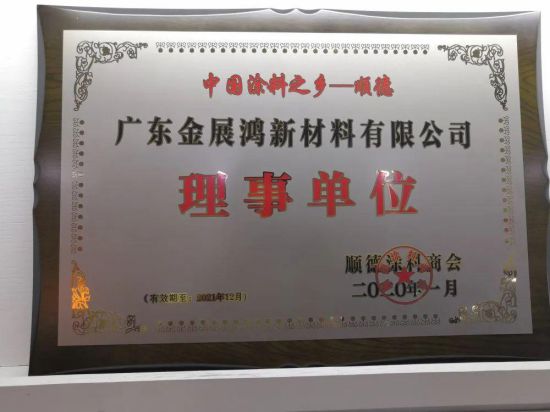 中国涂料之乡—顺德
广东金展鸿新材料有限公司
理事单位
顺德涂料商会
二〇二〇年一月
(有效期至：2021年12月)